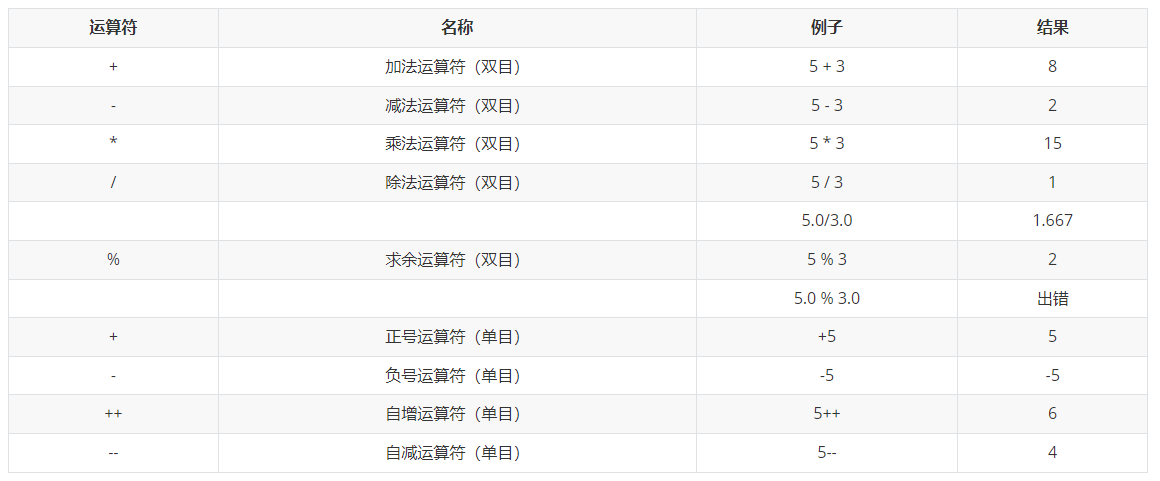 运算符 名称 例子 结果
+ 加法运算符（双目） 5 + 3 8
- 减法运算符（双目） 5 - 3 2
* 乘法运算符（双目） 5 * 3 15
/ 除法运算符（双目） 5 / 3 1
5.0/3.0 1.667
% 求余运算符（双目） 5 % 3 2
5.0 % 3.0 出错
+ 正号运算符（单目） +5 5
- 负号运算符（单目） -5 -5
++ 自增运算符（单目） 5++ 6
-- 自减运算符（单目） 5-- 4